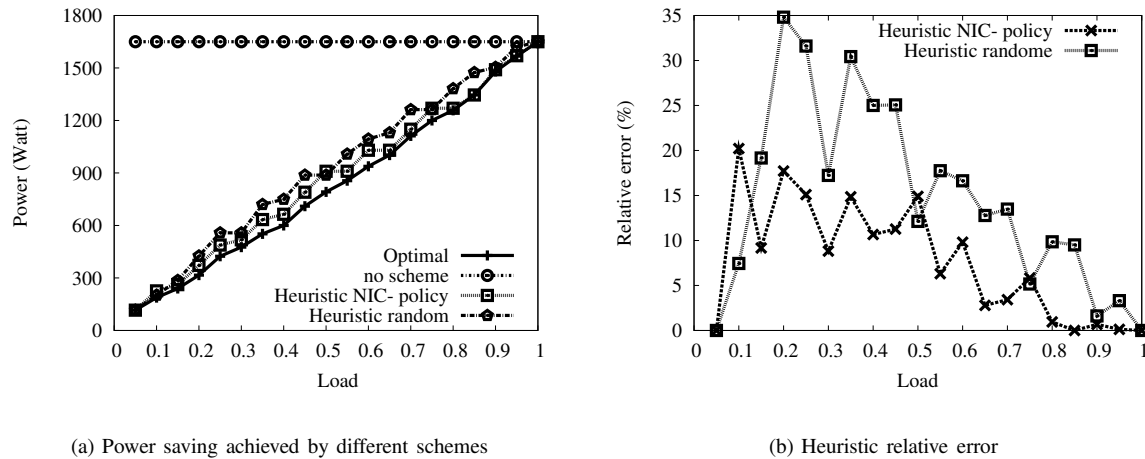 1800
1500
1200
900
600
300
0
Power (Watt)
Optimal
no scheme
Heuristic NIC- policy
Heuristic random
0 0.1 0.2 0.3 0.4 0.5 0.6 0.7 0.8 0.9 1
Load
(a) Power saving achieved by different schemes
35
30
25
20
15
10
5
0
Relative error (%)
Heuristic NIC- policy
Heuristic randome
0 0.1 0.2 0.3 0.4 0.5 0.6 0.7 0.8 0.9 1
Load
(b) Heuristic relative error